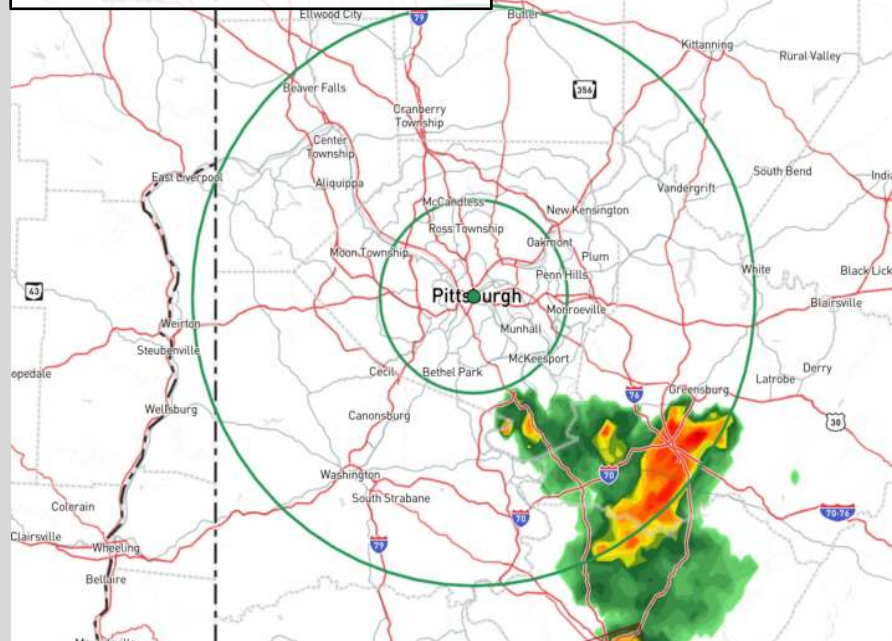 Ellwood City
79
Butler
Kittanning
Rural Valley
Beaver Falls
356
Cranberry
Township
Center
Township
South Bend
East Liverpool
Aliquippa
Vandergrift
McCandless
New Kensington
Ross Township
Oakmont
Moon Township
Plum
43
Penn Hills
White
Black Lick
Pittsburgh
Monroeville
Blairsville
Weirton
Munhall
Steubenville
McKeesport
opedale
Cecil
Bethel Park
Derry
Latrobe
76
Greensburg
Wellsburg
Canonsburg
30
Washington
70
South Strabane
Colerain
70
70-76
Clairsville
79
Wheeling
Bellaire